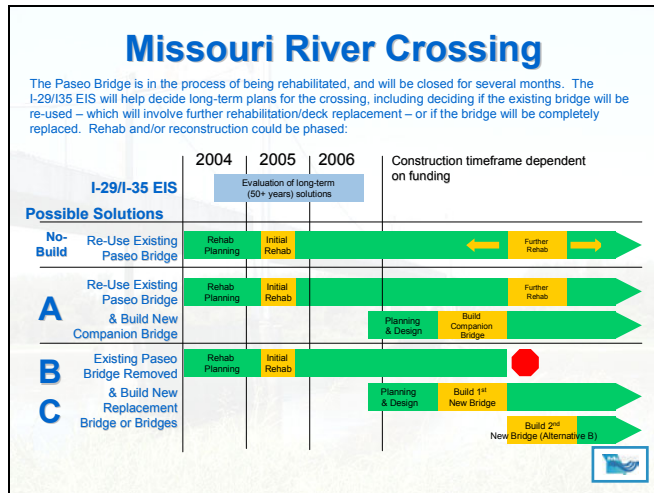 Missouri River Crossing
The Paseo Bridge is in the process of being rehabilitated, and will be closed for several months. The
I-29/I35 EIS will help decide long-term plans for the crossing, including deciding if the existing bridge will be
re-used – which will involve further rehabilitation/deck replacement – or if the bridge will be completely
replaced. Rehab and/or reconstruction could be phased:
2004 2005 2006
Construction timeframe dependent
on funding
I-29/I-35 EIS
Evaluation of long-term
(50+ years) solutions
Possible Solutions
No-
Build
Re-Use Existing
Paseo Bridge
Rehab
Planning
Initial
Rehab
Further
Rehab
A
Re-Use Existing
Paseo Bridge
Rehab
Planning
Initial
Rehab
Further
Rehab
& Build New
Companion Bridge
Planning
& Design
Build
Companion
Bridge
B
Existing Paseo
Bridge Removed
Rehab
Planning
Initial
Rehab
C
& Build New
Replacement
Bridge or Bridges
Planning
& Design
Build 1st
New Bridge
Build 2nd
New Bridge (Alternative B)